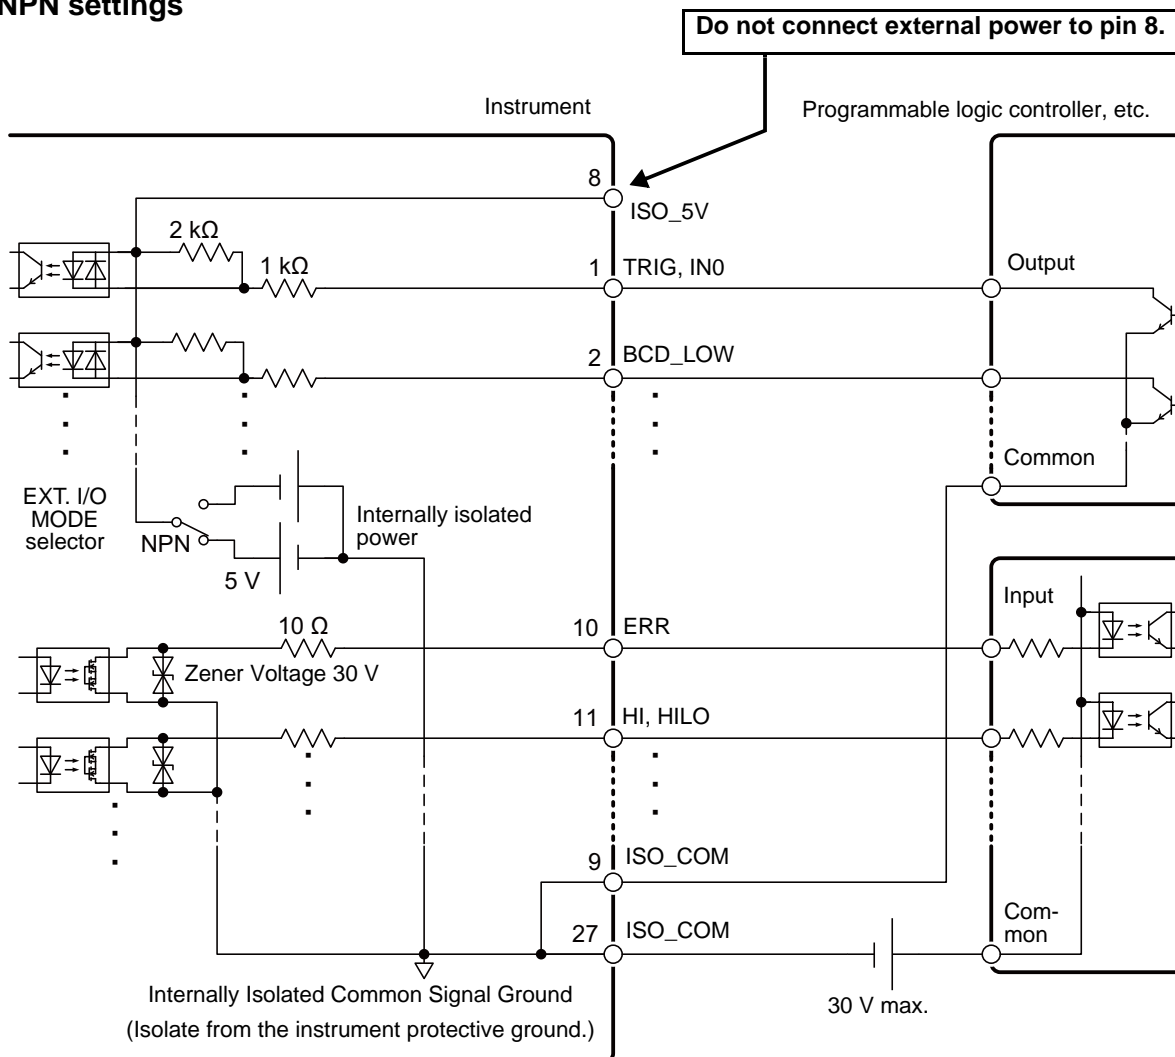 NPN settings
Do not connect external power to pin 8.
Instrument
Programmable logic controller, etc.
8
ISO_5V
2 kΩ
1 kΩ
1
TRIG, IN0
Output
2
BCD_LOW
Common
EXT. I/O
MODE
selector
NPN
5 V
Internally isolated
power
Input
10 Ω
10
ERR
Zener Voltage 30 V
11
HI, HILO
9
ISO_COM
27
ISO_COM
Com-
mon
30 V max.
Internally Isolated Common Signal Ground
(Isolate from the instrument protective ground.)